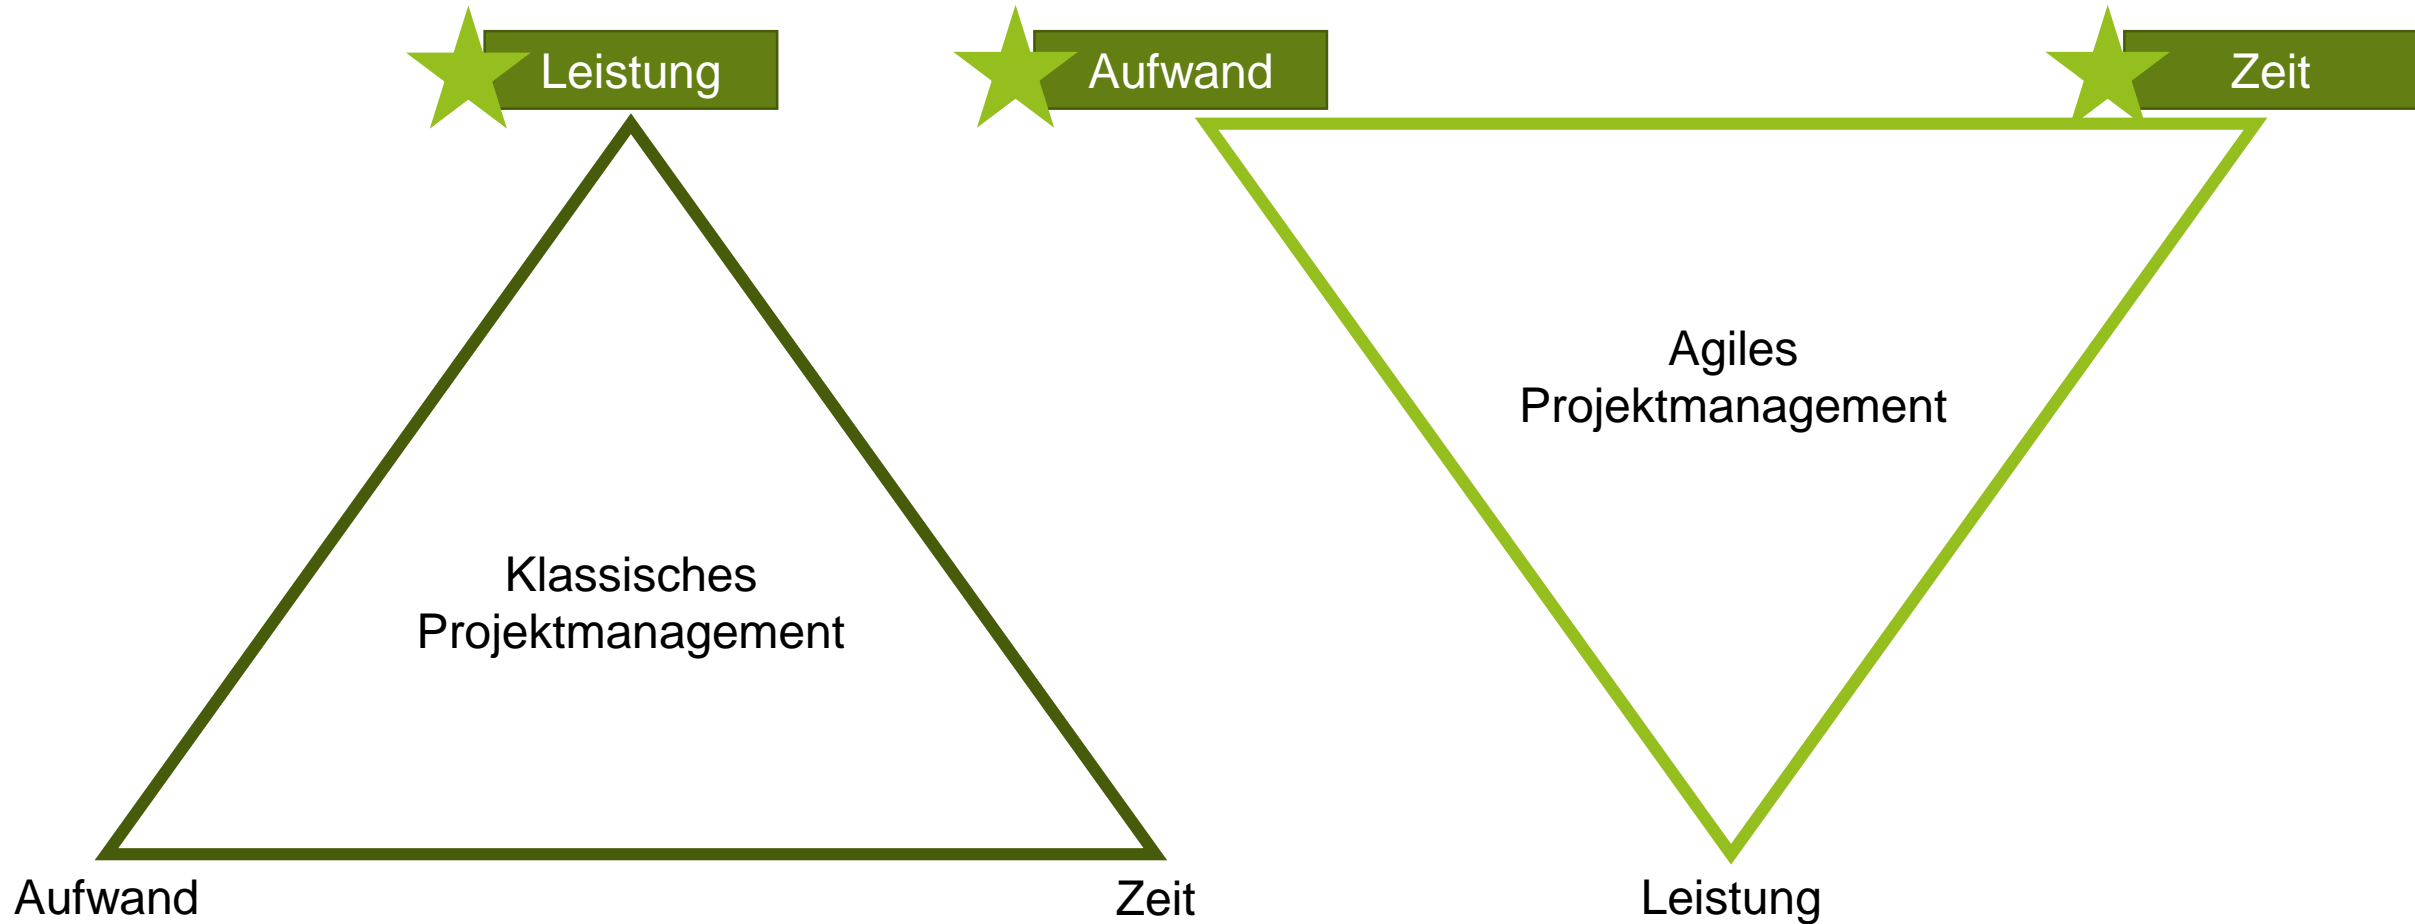 Leistung
Aufwand
Zeit
Agiles
Projektmanagement
Klassisches
Projektmanagement
Aufwand
Zeit
Leistung